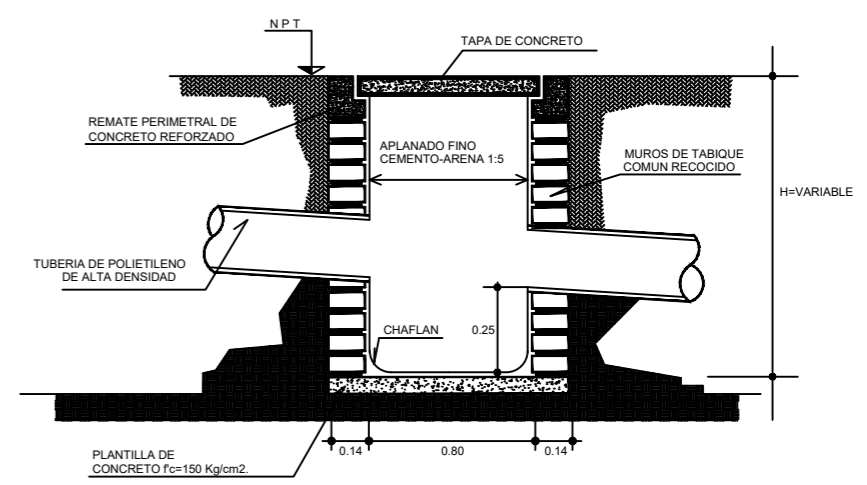 N P T
TAPA DE CONCRETO
REMATE PERIMETRAL DE
CONCRETO REFORZADO
APLANADO FINO
CEMENTO-ARENA 1:5
MUROS DE TABIQUE
COMUN RECOCIDO
H=VARIABLE
TUBERIA DE POLIETILENO
DE ALTA DENSIDAD
CHAFLAN
0.25
PLANTILLA DE
CONCRETO f'c=150 Kg/cm2.
0.14
0.80
0.14